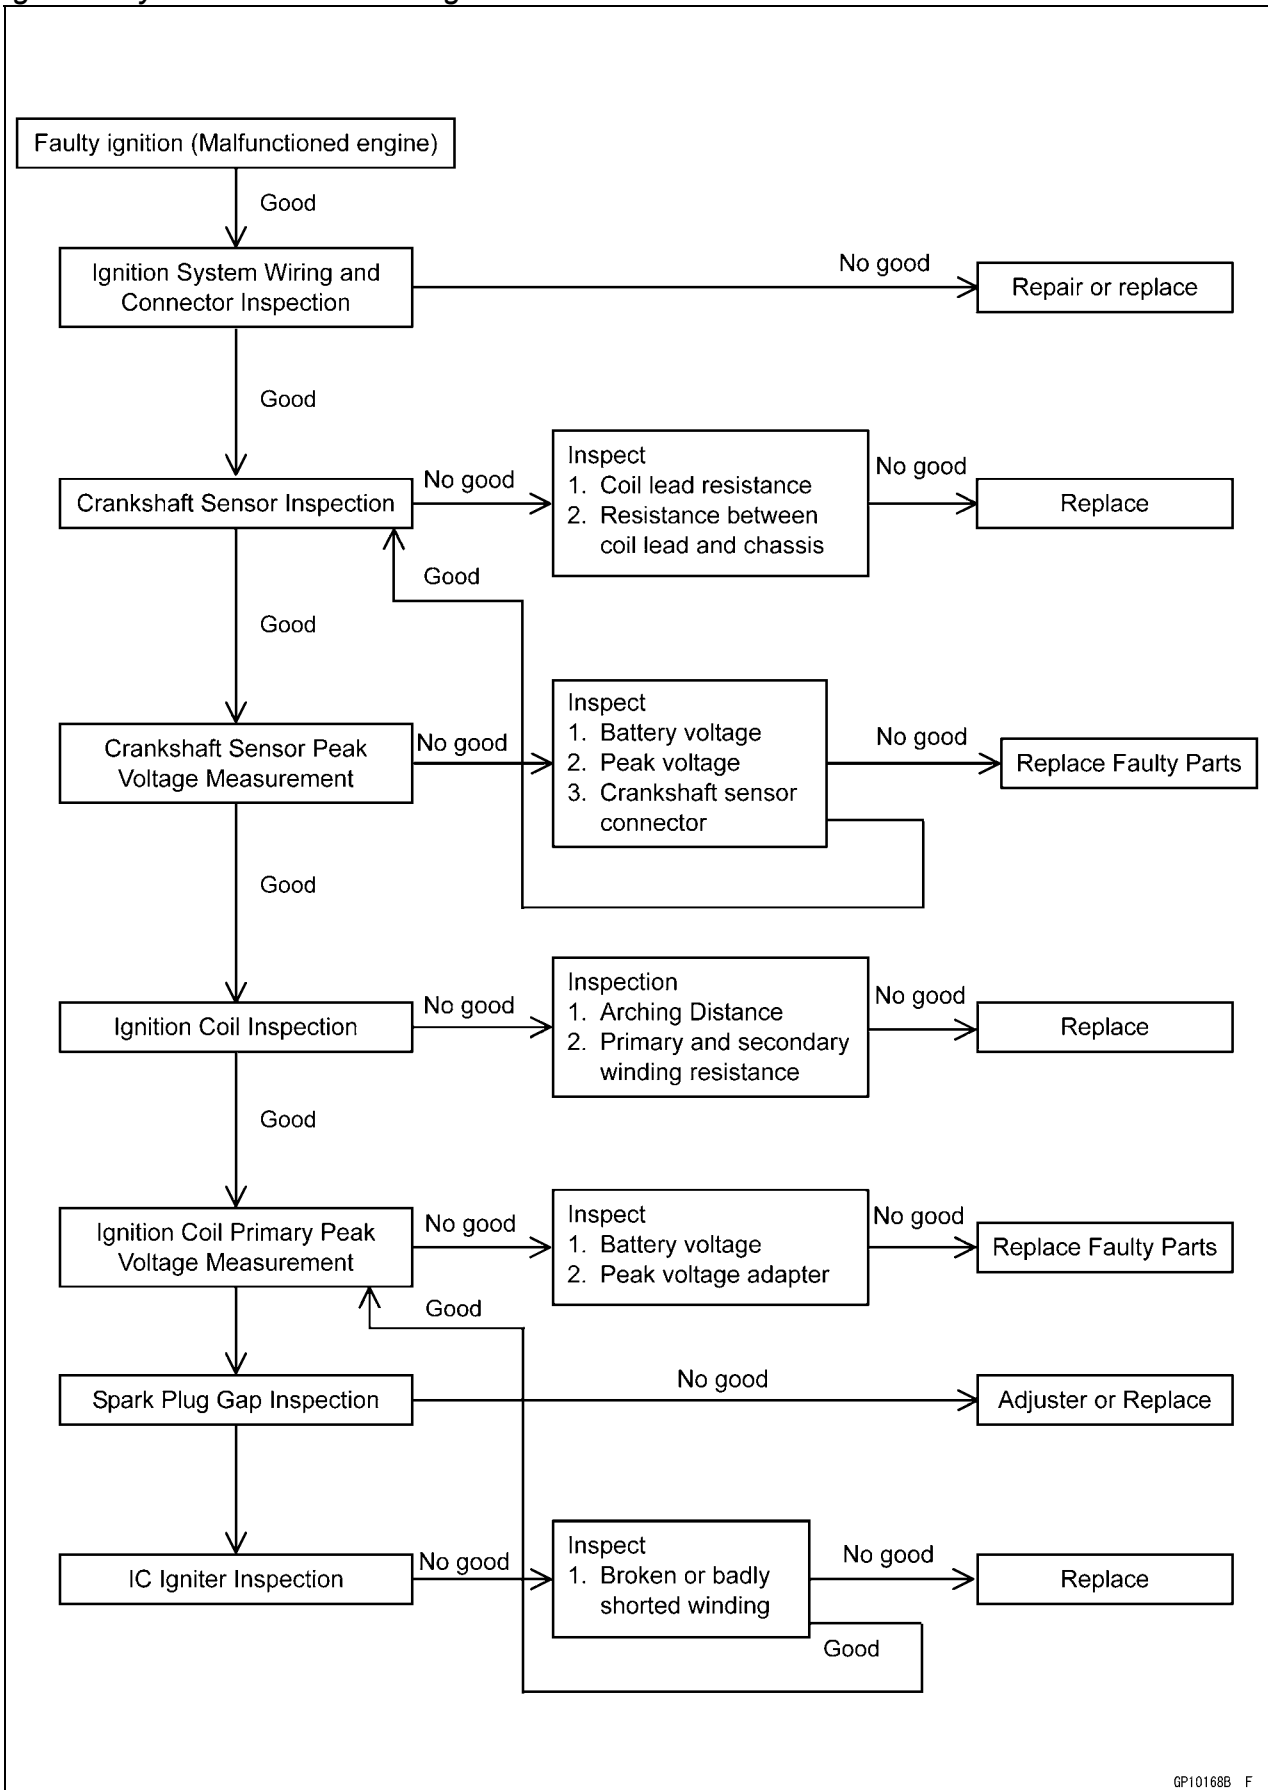 Faulty ignition (Malfunctioned engine)
Good
Ignition System Wiring and
Connector Inspection
No good
Repair or replace
Good
Crankshaft Sensor Inspection
No good
Inspect
1. Coil lead resistance
2. Resistance between
coil lead and chassis
No good
Replace
Good
Good
Crankshaft Sensor Peak
Voltage Measurement
No good
Inspect
1. Battery voltage
2. Peak voltage
3. Crankshaft sensor
connector
No good
Replace Faulty Parts
Good
Ignition Coil Inspection
No good
Inspection
1. Arching Distance
2. Primary and secondary
winding resistance
No good
Replace
Good
Ignition Coil Primary Peak
Voltage Measurement
No good
Inspect
1. Battery voltage
2. Peak voltage adapter
No good
Replace Faulty Parts
Good
Spark Plug Gap Inspection
No good
Adjuster or Replace
IC Igniter Inspection
No good
Inspect
1. Broken or badly
shorted winding
No good
Replace
Good
GP10168B F